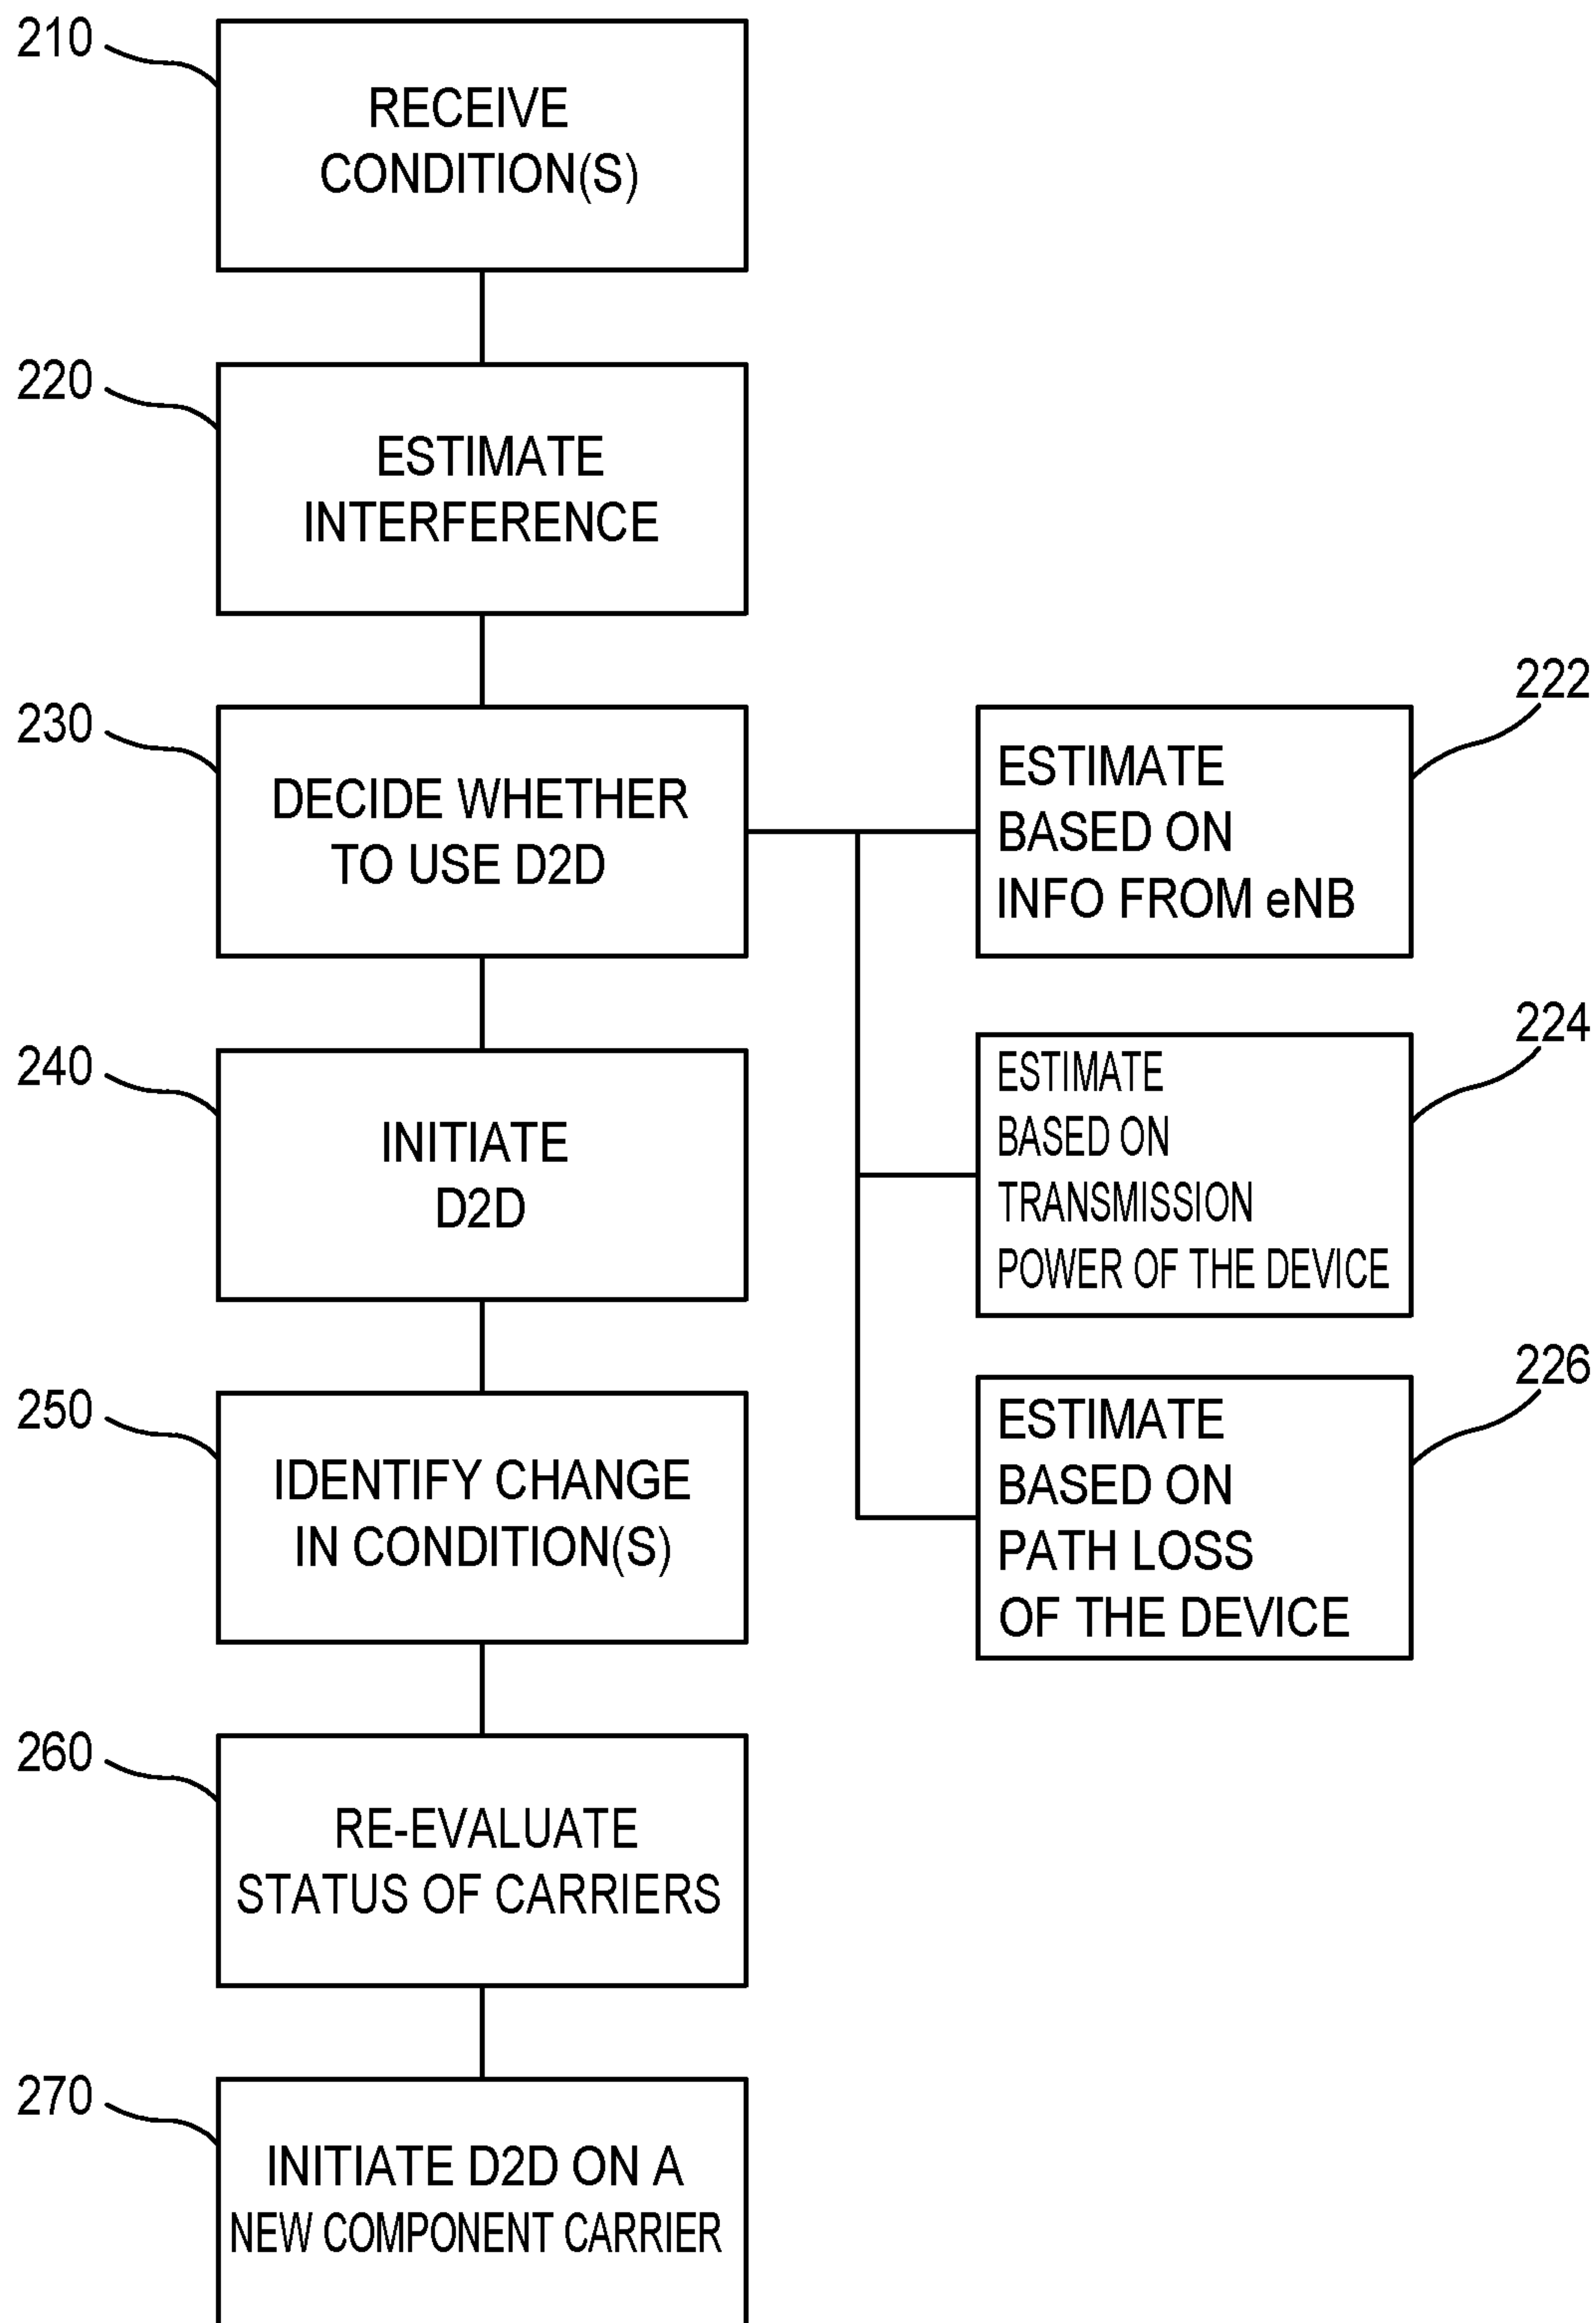 210
RECEIVE
CONDITION(S)
220
ESTIMATE
INTERFERENCE
230
DECIDE WHETHER
TO USE D2D
222
ESTIMATE
BASED ON
INFO FROM eNB
240
INITIATE
D2D
224
ESTIMATE
BASED ON
TRANSMISSION
POWER OF THE DEVICE
250
IDENTIFY CHANGE
IN CONDITION(S)
226
ESTIMATE
BASED ON
PATH LOSS
OF THE DEVICE
260
RE-EVALUATE
STATUS OF CARRIERS
270
INITIATE D2D ON A
NEW COMPONENT CARRIER